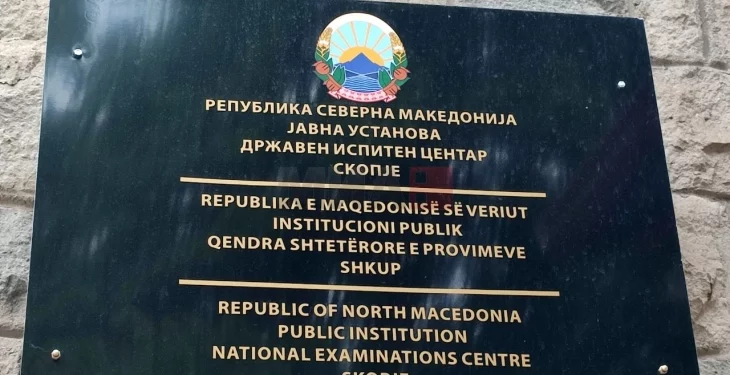 РЕПУБЛИКА СЕВЕРНА МАКЕДОНИЈА
ЈАВНА УСТАНОВА
ДРЖАВЕН ИСПИТЕН ЦЕНТАР
СКОПЈЕ
REPUBLIKA E MAQEDONISË SË VERIUT
INSTITUCIONI PUBLIK
QENDRA SHTETËRORE E PROVIMEVE
SHKUP
REPUBLIC OF NORTH MACEDONIA
PUBLIC INSTITUTION
NATIONAL EXAMINATIONS CENTRE
SKOPJE